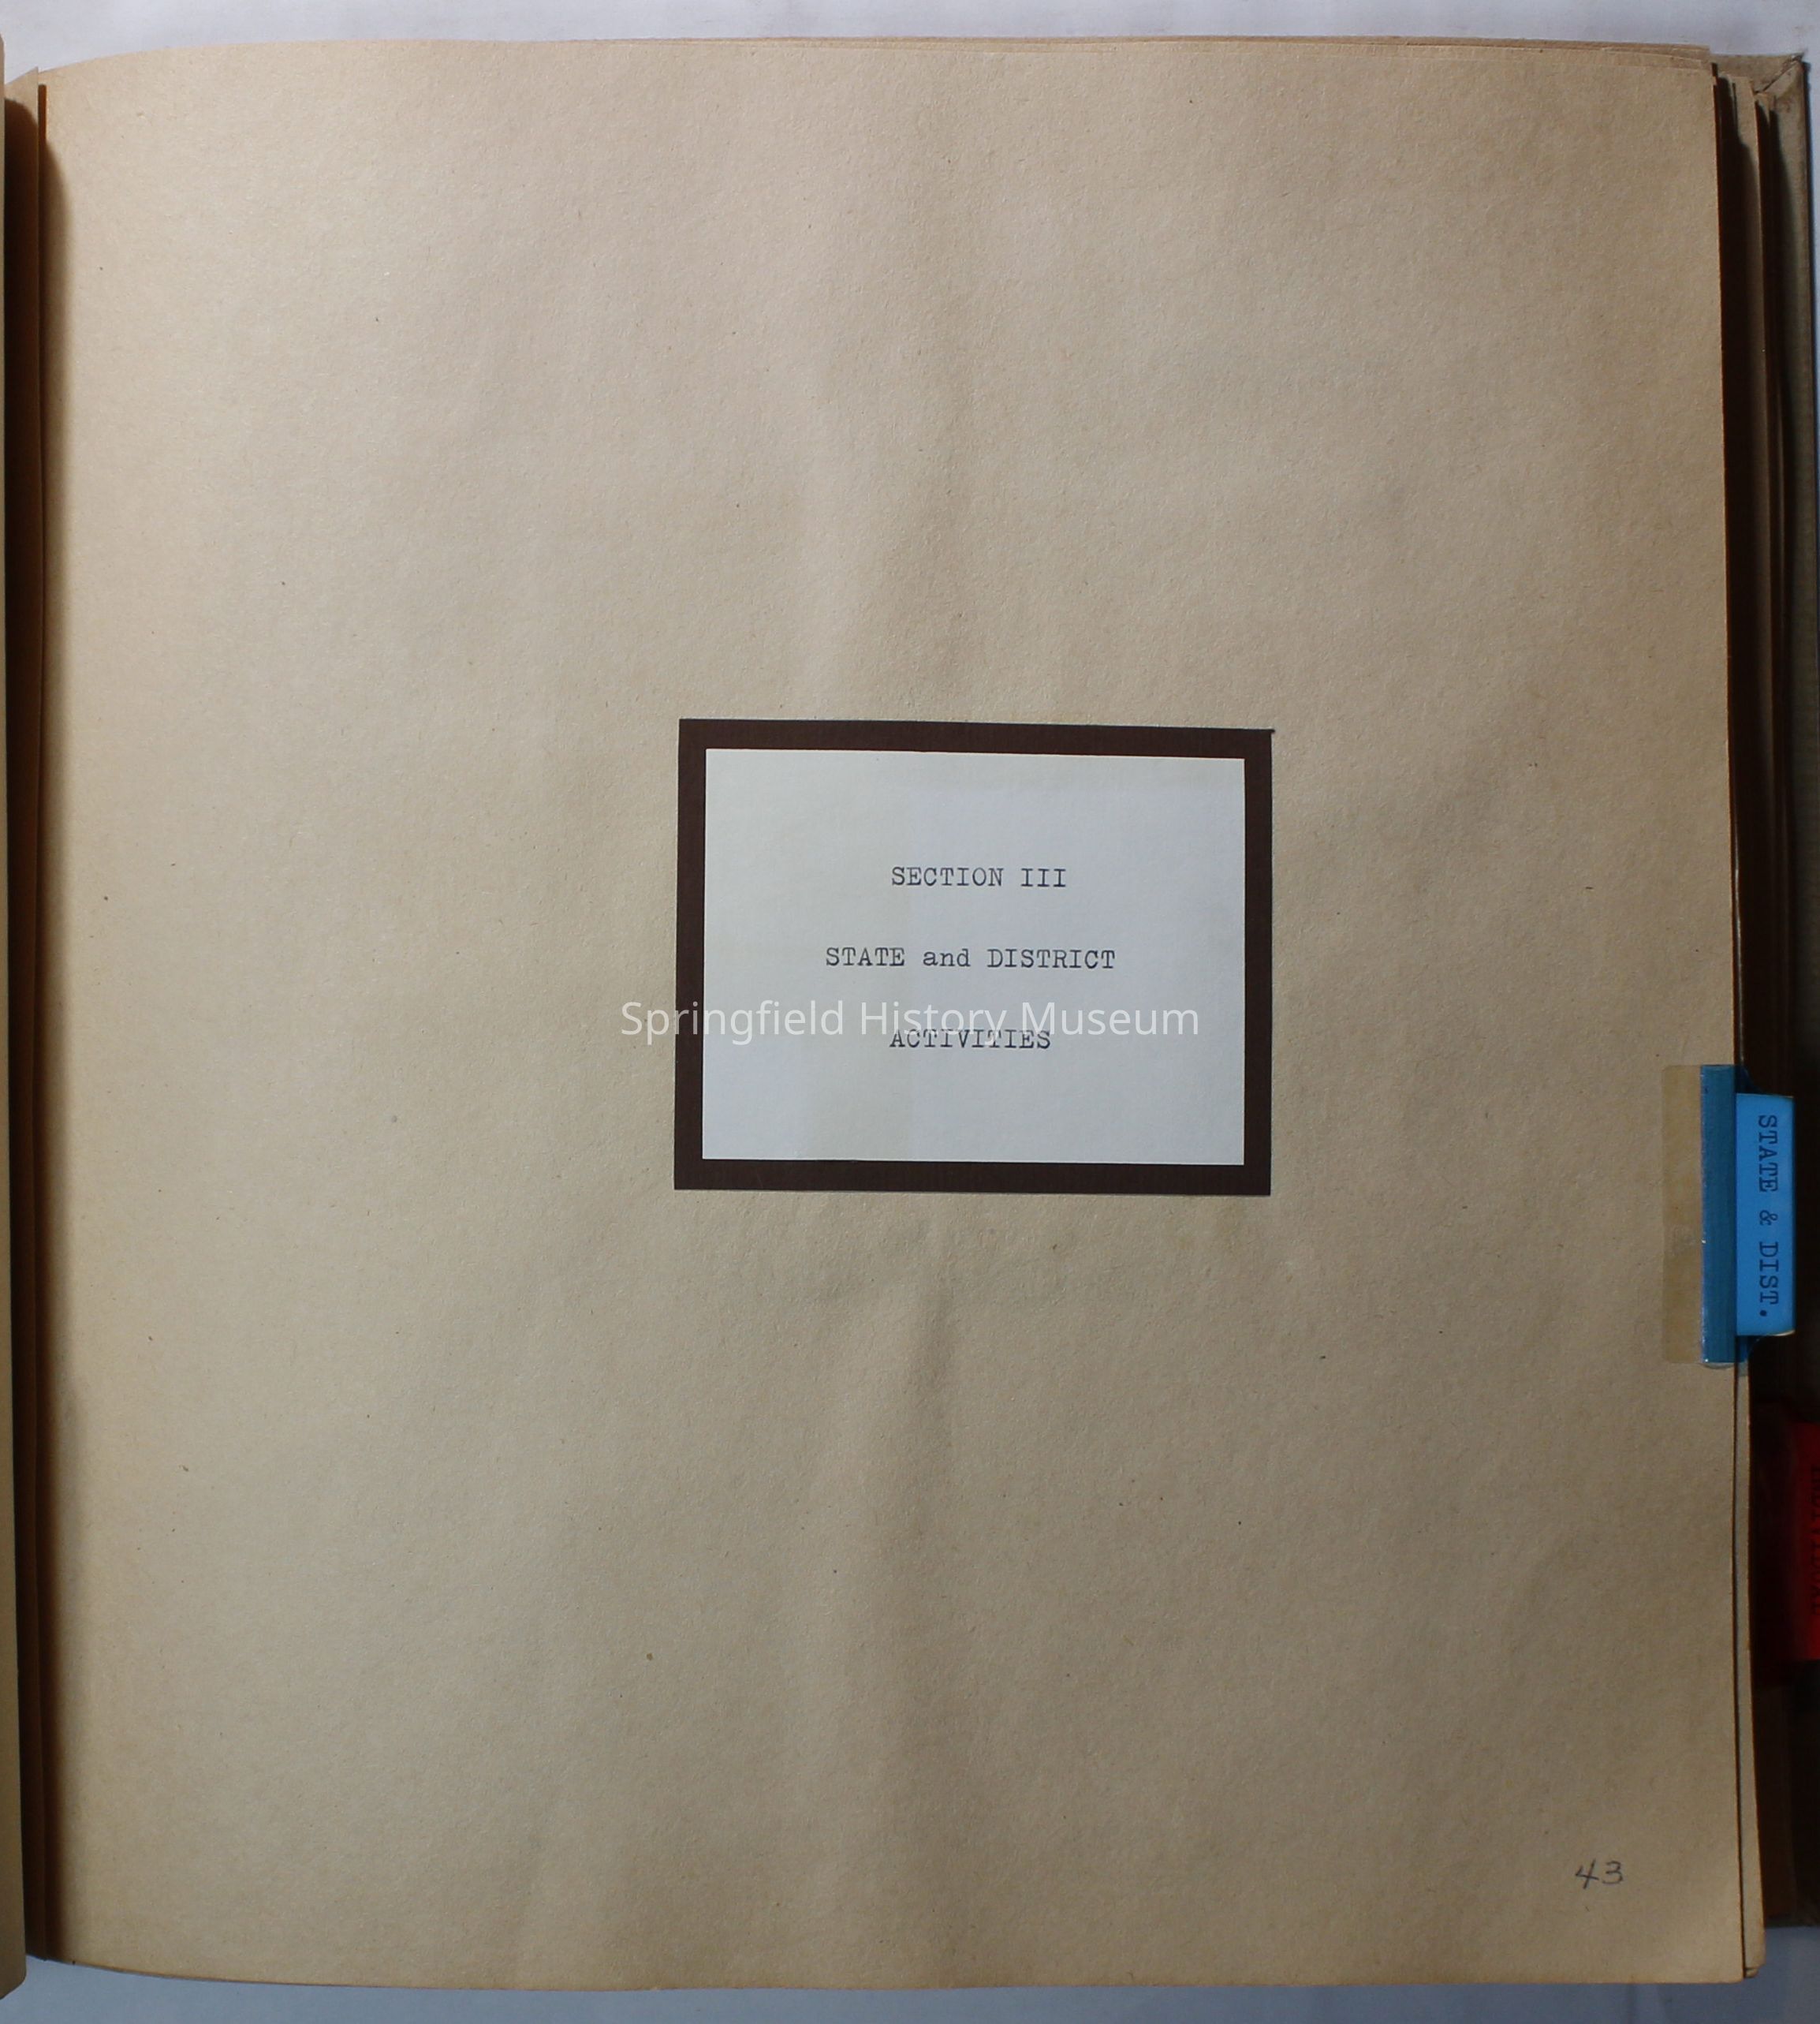 SECTION III
STATE and DISTRICT
Springfield History Museum
ACTIVITIES
STATE & DIST.
43